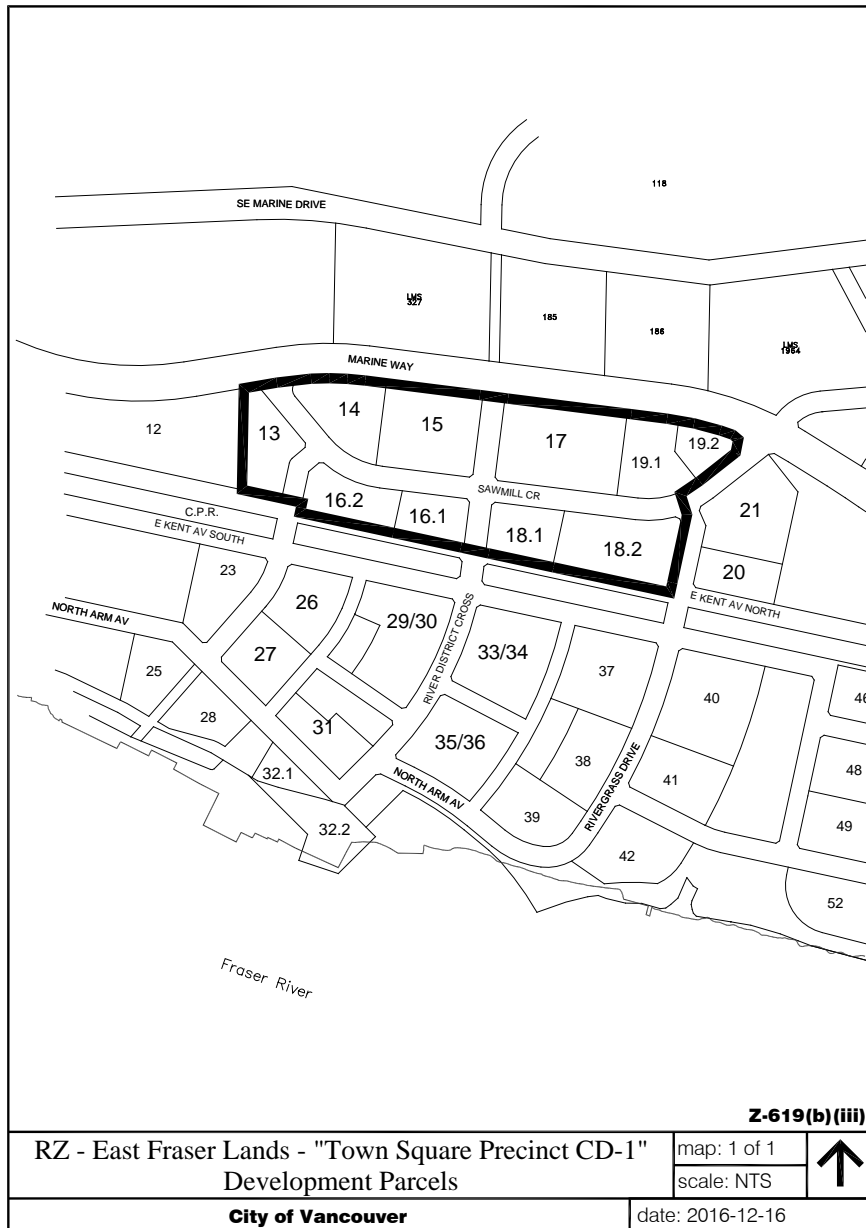 118
SE MARINE DRIVE
LMS
327
185
186
LMS
1964
MARINE WAY
12
13
14
15
17
19.1
19.2
SAWMILL CR
16.2
16.1
18.1
18.2
21
20
C.P.R.
E KENT AV SOUTH
E KENT AV NORTH
23
NORTH ARM AV
26
29/30
RIVER DISTRICT CROSS
33/34
37
40
27
25
28
31
35/36
38
41
48
32.1
NORTH ARM AV
39
RIVERGRASS DRIVE
49
32.2
42
52
Fraser River
Z-619(b)(iii)
RZ - East Fraser Lands - "Town Square Precinct CD-1"
Development Parcels
map: 1 of 1
scale: NTS
City of Vancouver
date: 2016-12-16